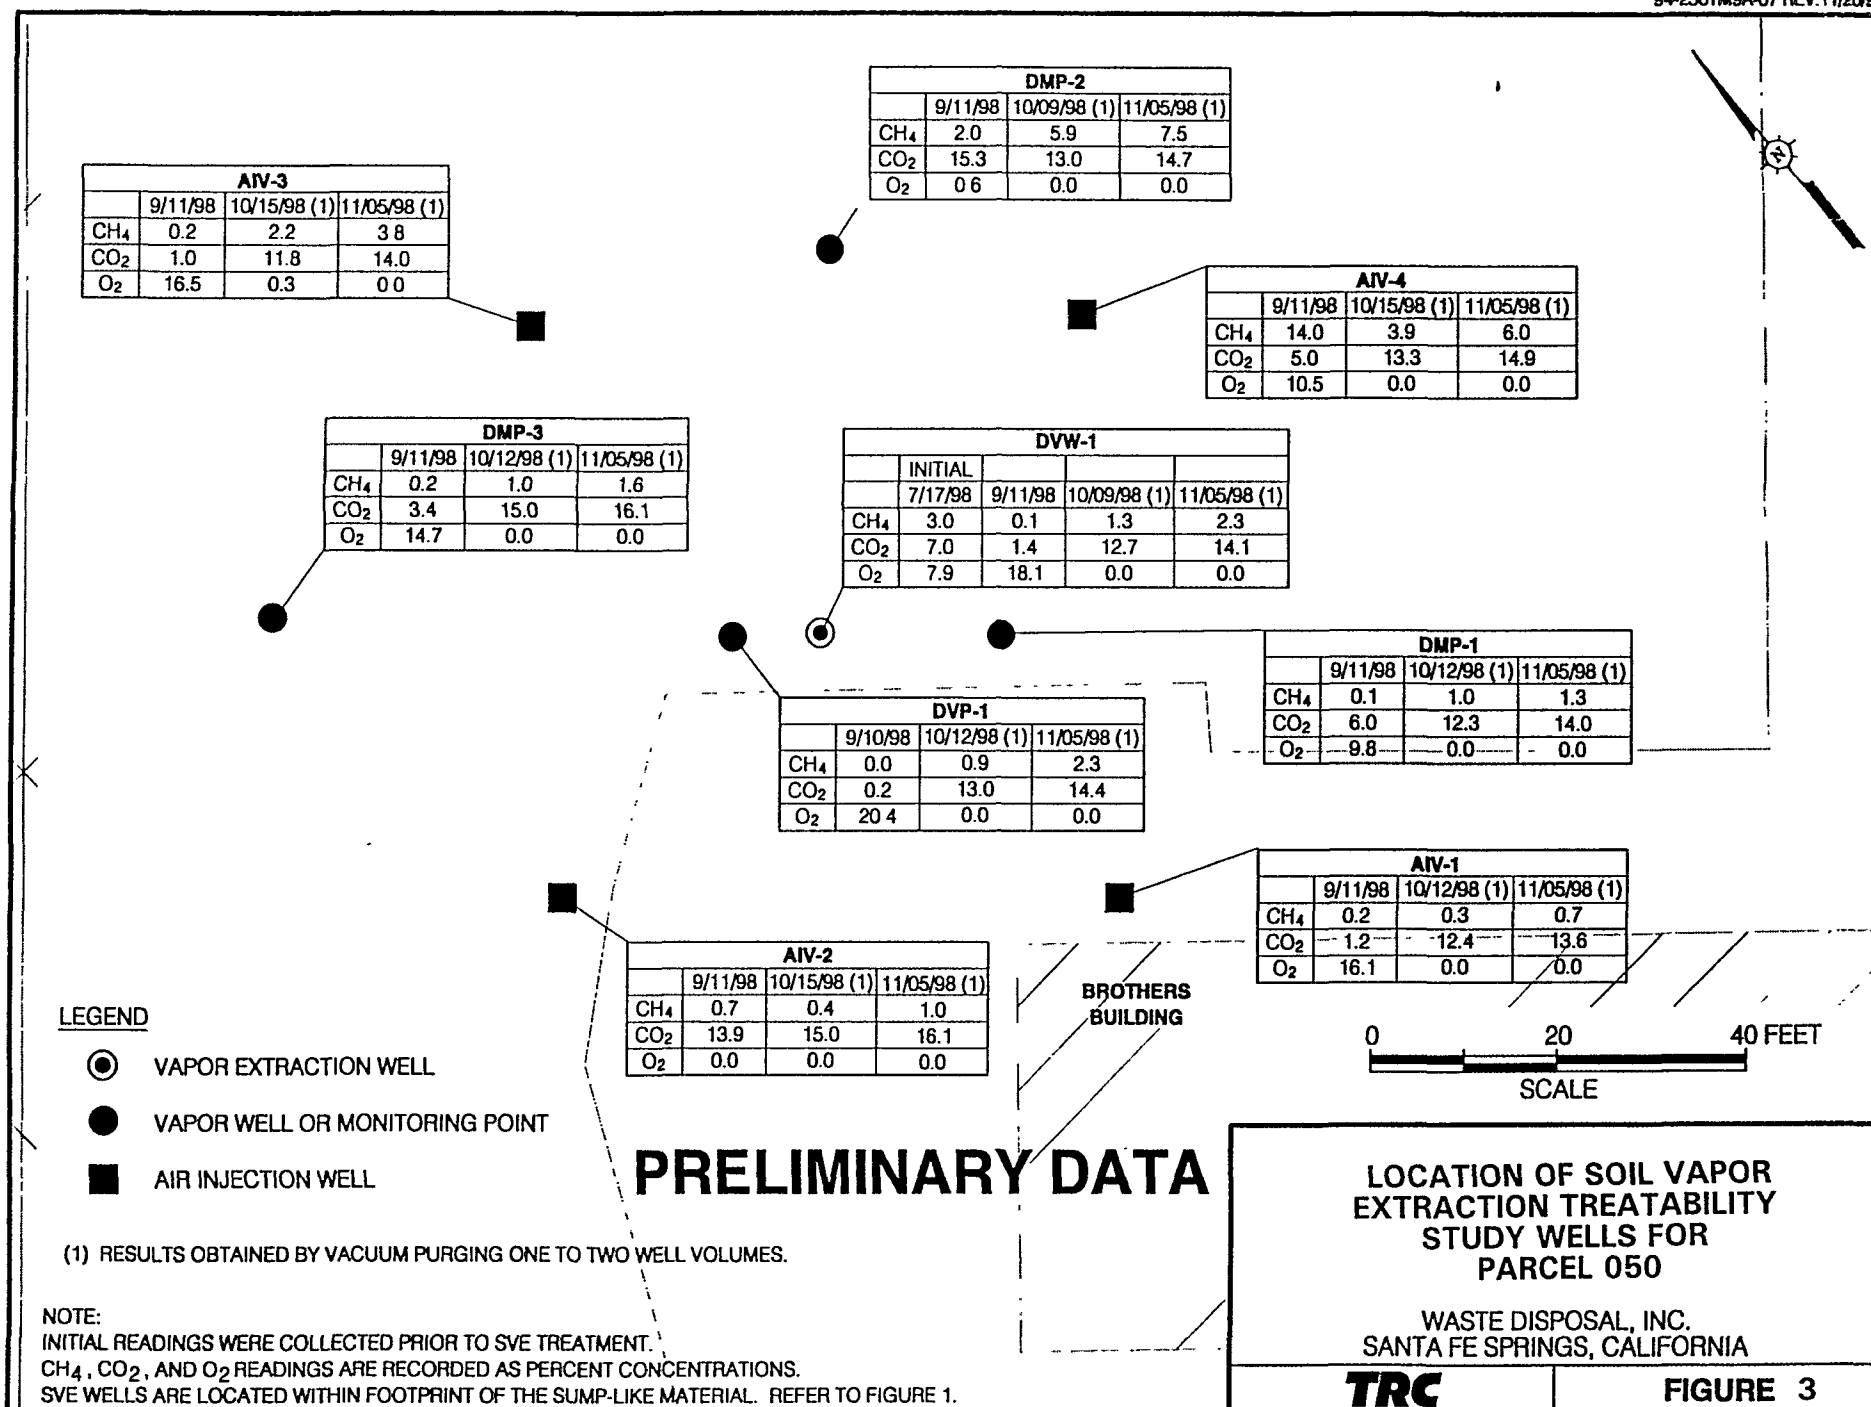 DMP-2
9/11/98 10/09/98 (1) 11/05/98 (1)
CH4 2.0 5.9 7.5
CO2 15.3 13.0 14.7
O2 0 6 0.0 0.0
AIV-3
9/11/98 10/15/98 (1) 11/05/98 (1)
CH4 0.2 2.2 3 8
CO2 1.0 11.8 14.0
O2 16.5 0.3 0 0
N
AIV-4
9/11/98 10/15/98 (1) 11/05/98 (1)
CH4 14.0 3.9 6.0
CO2 5.0 13.3 14.9
O2 10.5 0.0 0.0
DMP-3
9/11/98 10/12/98 (1) 11/05/98 (1)
CH4 0.2 1.0 1.6
CO2 3.4 15.0 16.1
O2 14.7 0.0 0.0
DVW-1
INITIAL
7/17/98 9/11/98 10/09/98 (1) 11/05/98 (1)
CH4 3.0 0.1 1.3 2.3
CO2 7.0 1.4 12.7 14.1
O2 7.9 18.1 0.0 0.0
DMP-1
9/11/98 10/12/98 (1) 11/05/98 (1)
CH4 0.1 1.0 1.3
CO2 6.0 12.3 14.0
O2 9.8 0.0 0.0
DVP-1
9/10/98 10/12/98 (1) 11/05/98 (1)
CH4 0.0 0.9 2.3
CO2 0.2 13.0 14.4
O2 20 4 0.0 0.0
AIV-1
9/11/98 10/12/98 (1) 11/05/98 (1)
CH4 0.2 0.3 0.7
CO2 1.2 12.4 13.6
O2 16.1 0.0 0.0
AIV-2
9/11/98 10/15/98 (1) 11/05/98 (1)
CH4 0.7 0.4 1.0
CO2 13.9 15.0 16.1
O2 0.0 0.0 0.0
BROTHERS
BUILDING
0 20 40 FEET
SCALE
LEGEND
VAPOR EXTRACTION WELL
VAPOR WELL OR MONITORING POINT
AIR INJECTION WELL
PRELIMINARY DATA
(1) RESULTS OBTAINED BY VACUUM PURGING ONE TO TWO WELL VOLUMES.
NOTE:
INITIAL READINGS WERE COLLECTED PRIOR TO SVE TREATMENT.
CH4, CO2, AND O2 READINGS ARE RECORDED AS PERCENT CONCENTRATIONS.
SVE WELLS ARE LOCATED WITHIN FOOTPRINT OF THE SUMP-LIKE MATERIAL. REFER TO FIGURE 1.
LOCATION OF SOIL VAPOR
EXTRACTION TREATABILITY
STUDY WELLS FOR
PARCEL 050
WASTE DISPOSAL, INC.
SANTA FE SPRINGS, CALIFORNIA
TRC FIGURE 3